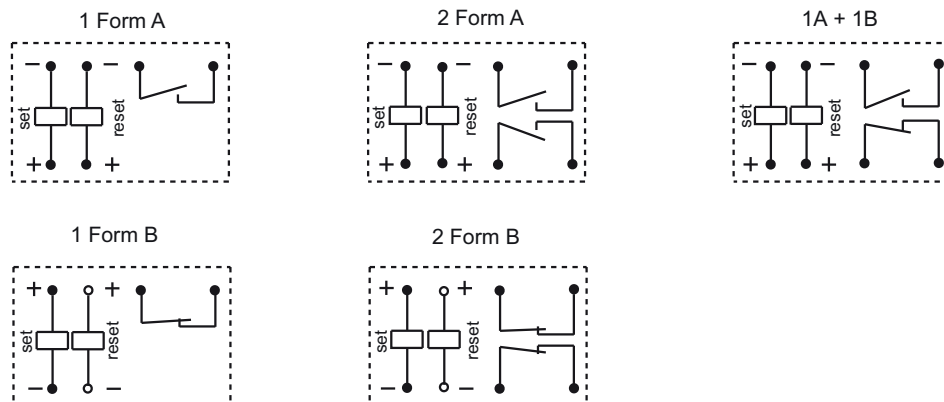 1 Form A
− −
set
reset
+ +
2 Form A
− −
set
reset
+ +
1A + 1B
− −
set
reset
+ +
1 Form B
+ +
set
reset
− −
2 Form B
+ +
set
reset
− −